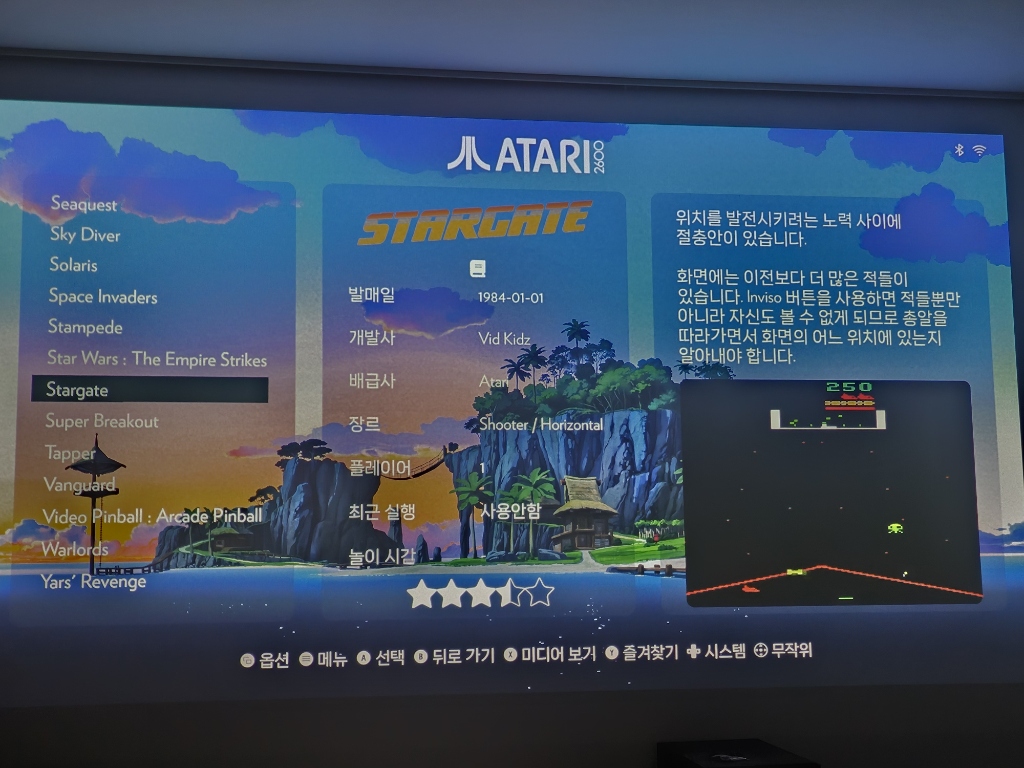 ATARI 2600
Seaquest
Sky Diver
Solaris
Space Invaders
Stampede
Star Wars : The Empire Strikes
Stargate
Super Breakout
Tapper
Vanguard
Video Pinball : Arcade Pinball
Warlords
Yars' Revenge
STARGATE
발매일 1984-01-01
개발사 Vid Kidz
배급사 Atari
장르 Shooter / Horizontal
플레이어 1
최근 실행 사용안함
놀이 시간
위치를 발전시키려는 노력 사이에
절충안이 있습니다.
화면에는 이전보다 더 많은 적들이
있습니다. Inviso 버튼을 사용하면 적들뿐만
아니라 자신도 볼 수 없게 되므로 총알을
따라가면서 화면의 어느 위치에 있는지
알아내야 합니다.
250
옵션 메뉴 A 선택 B 뒤로 가기 X 미디어 보거 Y 즐겨찾기 시스템 무작위